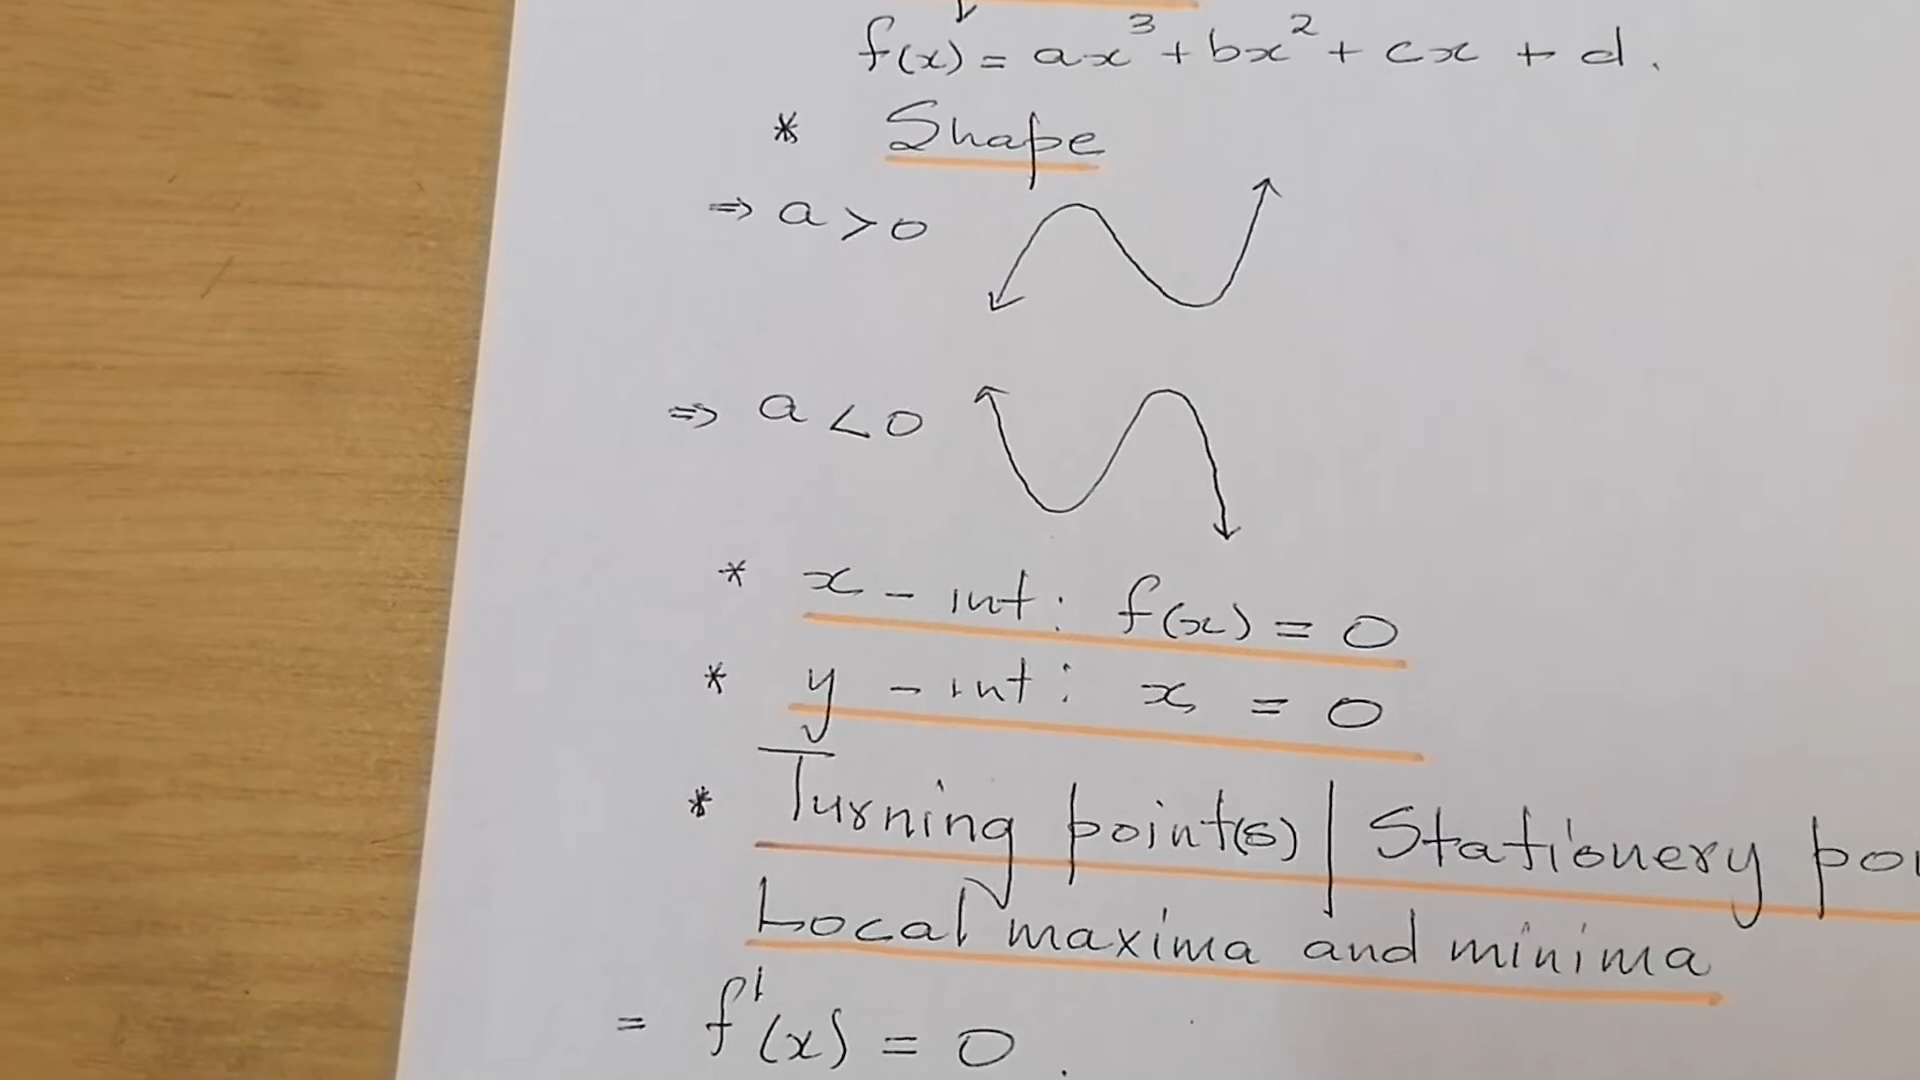 f(x) = ax³ + bx² + cx + d.
* Shape
⇒ a > 0
⇒ a < 0
* x - int: f(x) = 0
* y - int: x = 0
* Turning point(s) | Stationery
Local maxima and minima
= f'(x) = 0.